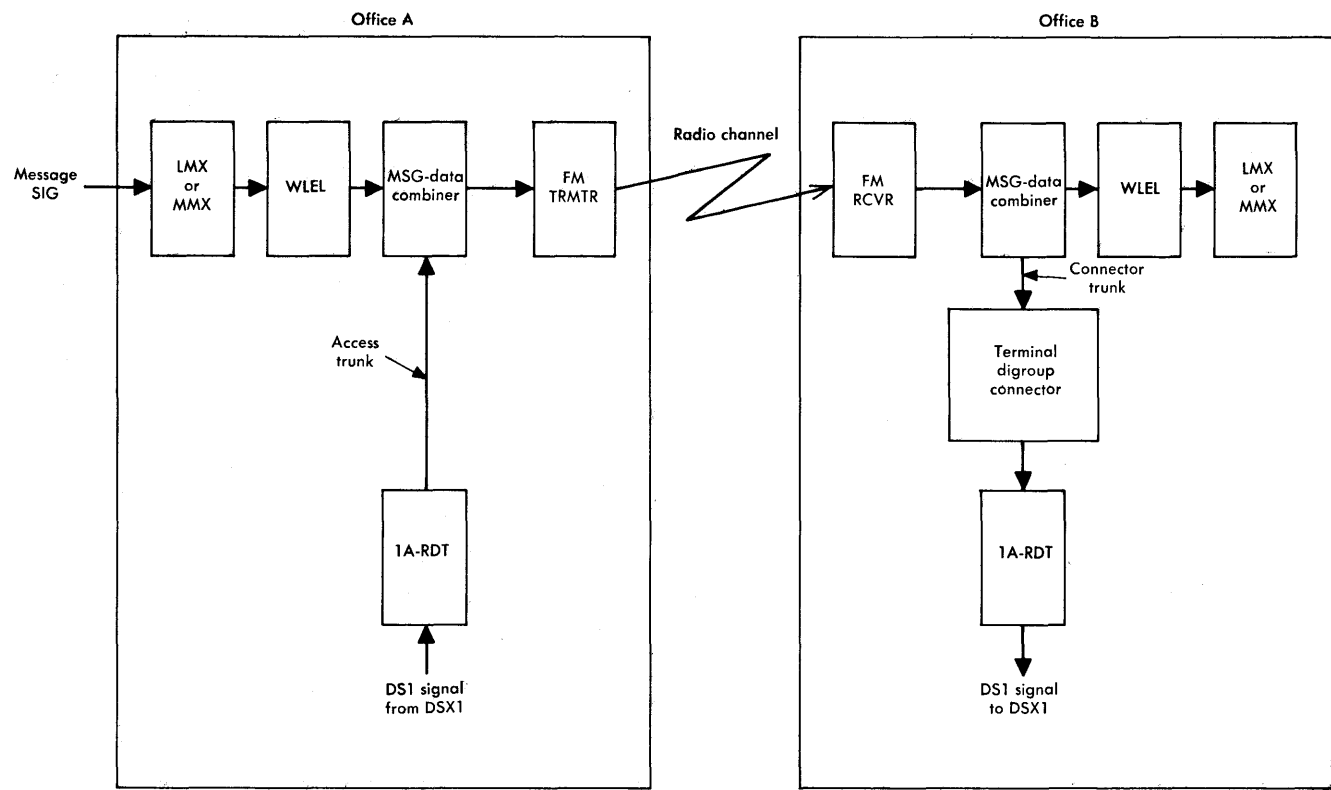 Office A
Office B
Message
SIG
LMX
or
MMX
WLEL
MSG-data
combiner
FM
TRMTR
Radio channel
FM
RCVR
MSG-data
combiner
WLEL
LMX
or
MMX
Access
trunk
Connector
trunk
Terminal
digroup
connector
1A-RDT
1A-RDT
DS1 signal
from DSX1
DS1 signal
to DSX1